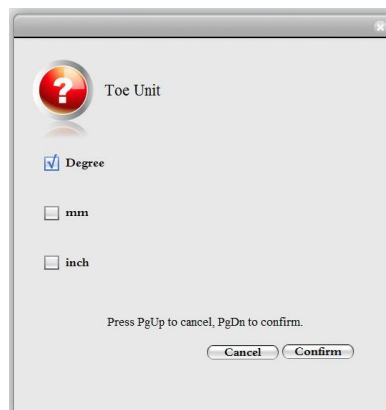 Toe Unit
Degree
mm
inch
Press PgUp to cancel, PgDn to confirm.
Cancel Confirm